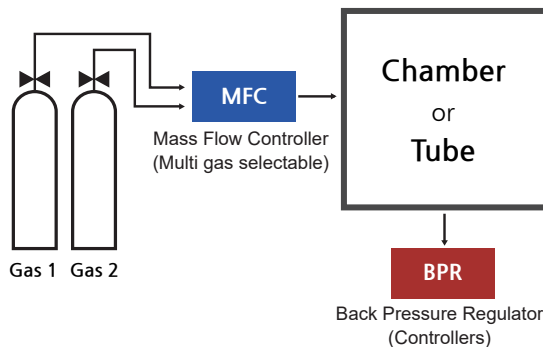 MFC
Mass Flow Controller
(Multi gas selectable)
Chamber
or
Tube
Gas 1
Gas 2
BPR
Back Pressure Regulator
(Controllers)